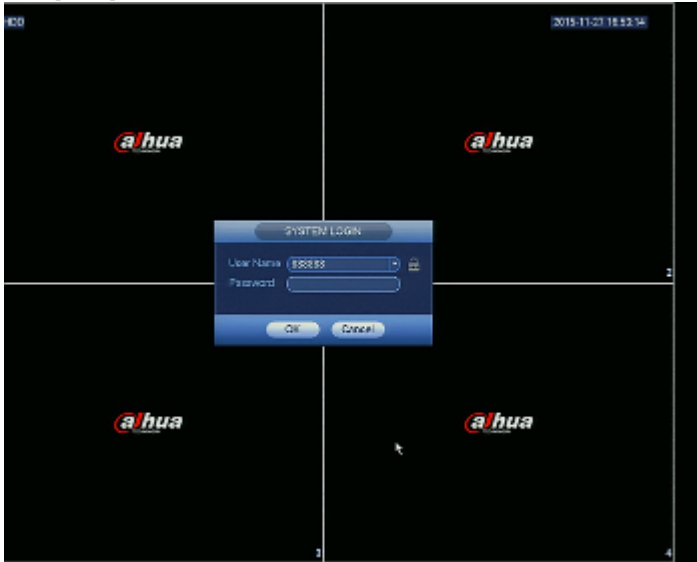 HDD
2015-11-27 16:53:14
alhua
alhua
SYSTEM LOGIN
User Name
888888
Password
2
OK
Cancel
alhua
alhua
3
4